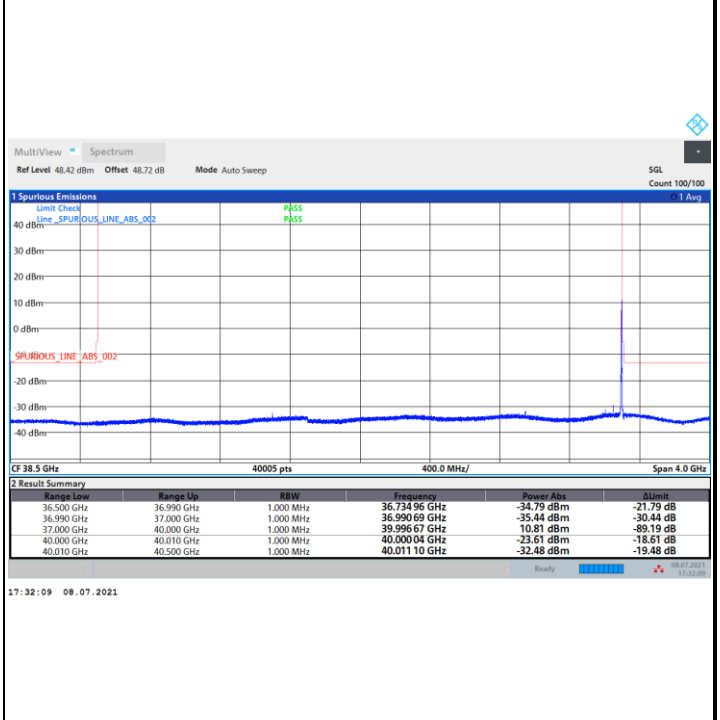 MultiView Spectrum
Ref Level 48.42 dBm Offset 48.72 dB Mode Auto Sweep SGL
Count 100/100
1 Spurious Emissions 1 Avg
Limit Check PASS
Line _SPURIOUS_LINE_ABS_002 PASS
40 dBm
30 dBm
20 dBm
10 dBm
0 dBm
_SPURIOUS_LINE_ABS_002
-20 dBm
-30 dBm
-40 dBm
CF 38.5 GHz 40005 pts 400.0 MHz/ Span 4.0 GHz
2 Result Summary
Range Low Range Up RBW Frequency Power Abs ΔLimit
36.500 GHz 36.990 GHz 1.000 MHz 36.734 96 GHz -34.79 dBm -21.79 dB
36.990 GHz 37.000 GHz 1.000 MHz 36.990 69 GHz -35.44 dBm -30.44 dB
37.000 GHz 40.000 GHz 1.000 MHz 39.996 67 GHz 10.81 dBm -89.19 dB
40.000 GHz 40.010 GHz 1.000 MHz 40.000 04 GHz -23.61 dBm -18.61 dB
40.010 GHz 40.500 GHz 1.000 MHz 40.011 10 GHz -32.48 dBm -19.48 dB
Ready 08.07.2021
17:32:09
17:32:09 08.07.2021